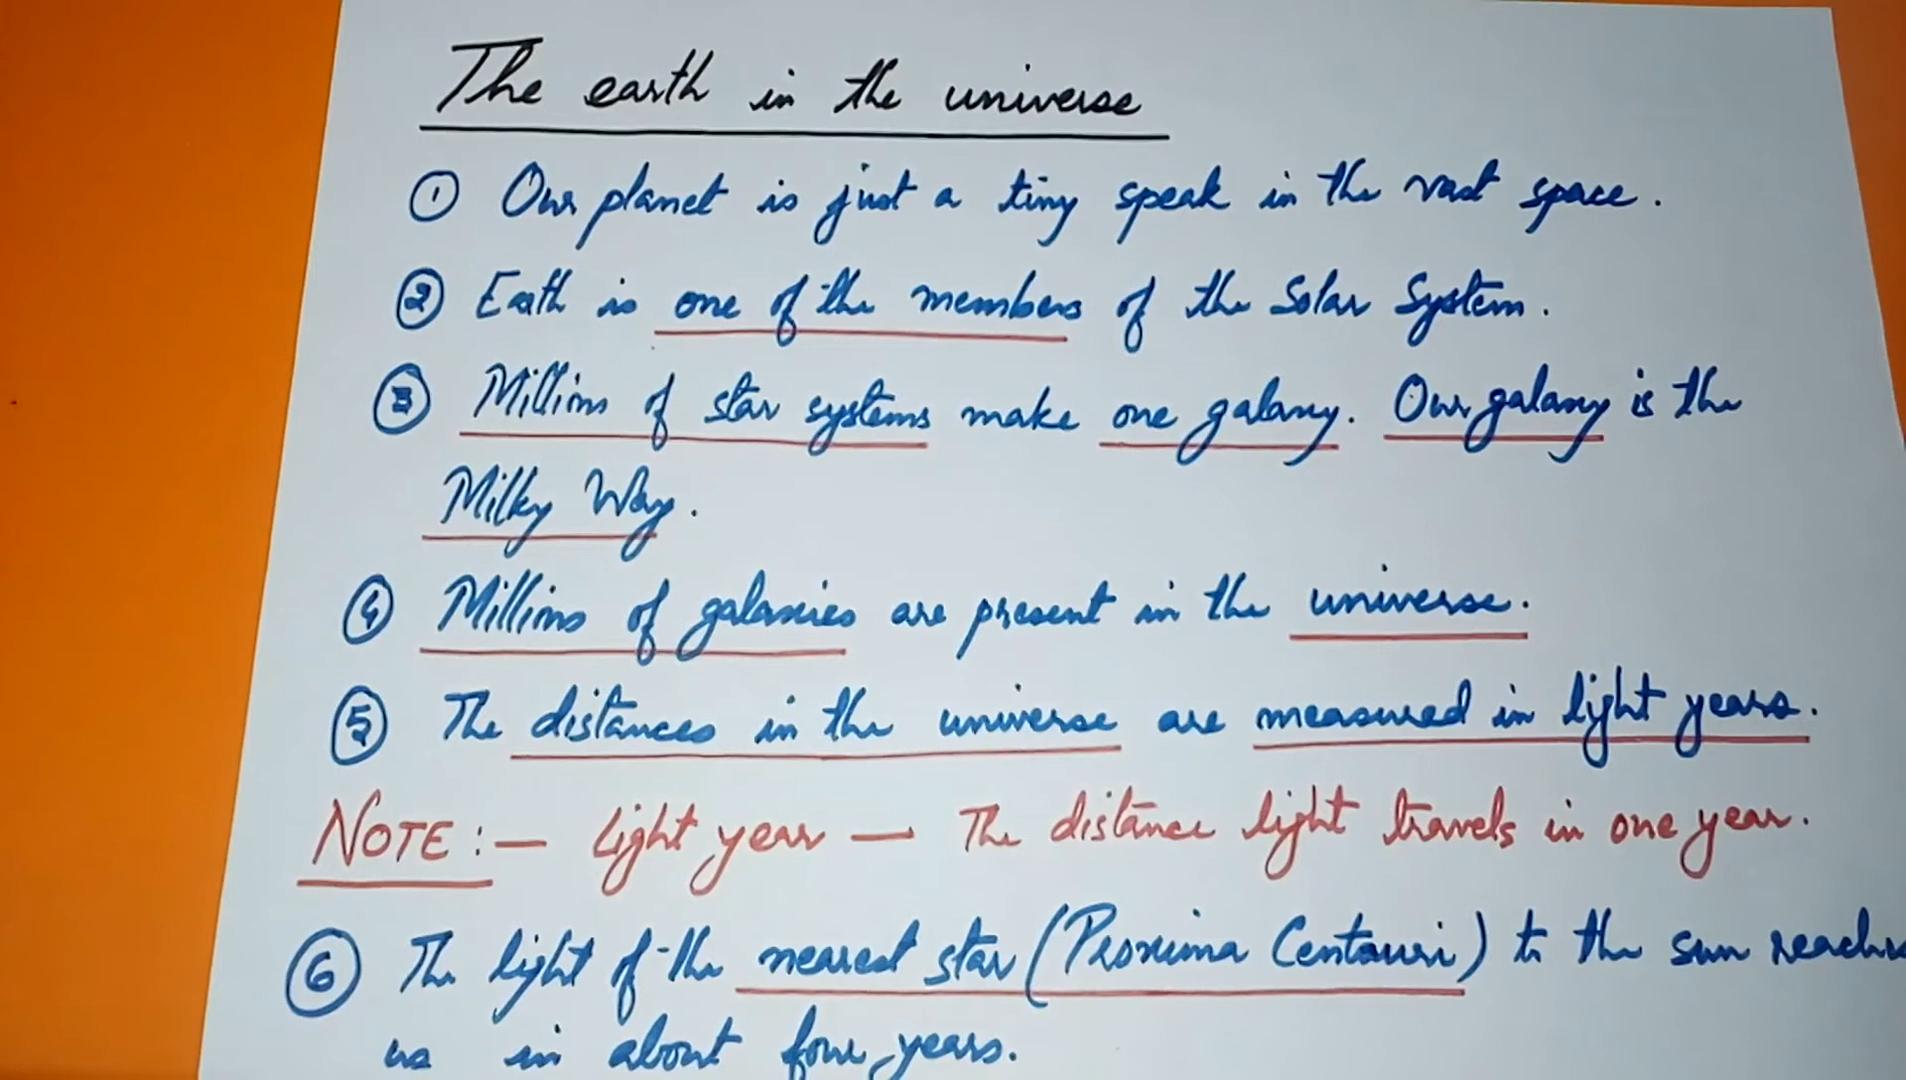 The earth in the universe
① Our planet is just a tiny speak in the vast space.
② Earth is one of the members of the Solar System.
③ Millions of star systems make one galaxy. Our galaxy is the
Milky Way.
④ Millions of galaxies are present in the universe.
⑤ The distances in the universe are measured in light years.
NOTE :— Light year — The distance light travels in one year.
⑥ The light of the nearest star (Proxima Centauri) to the sun reaches
us in about four years.